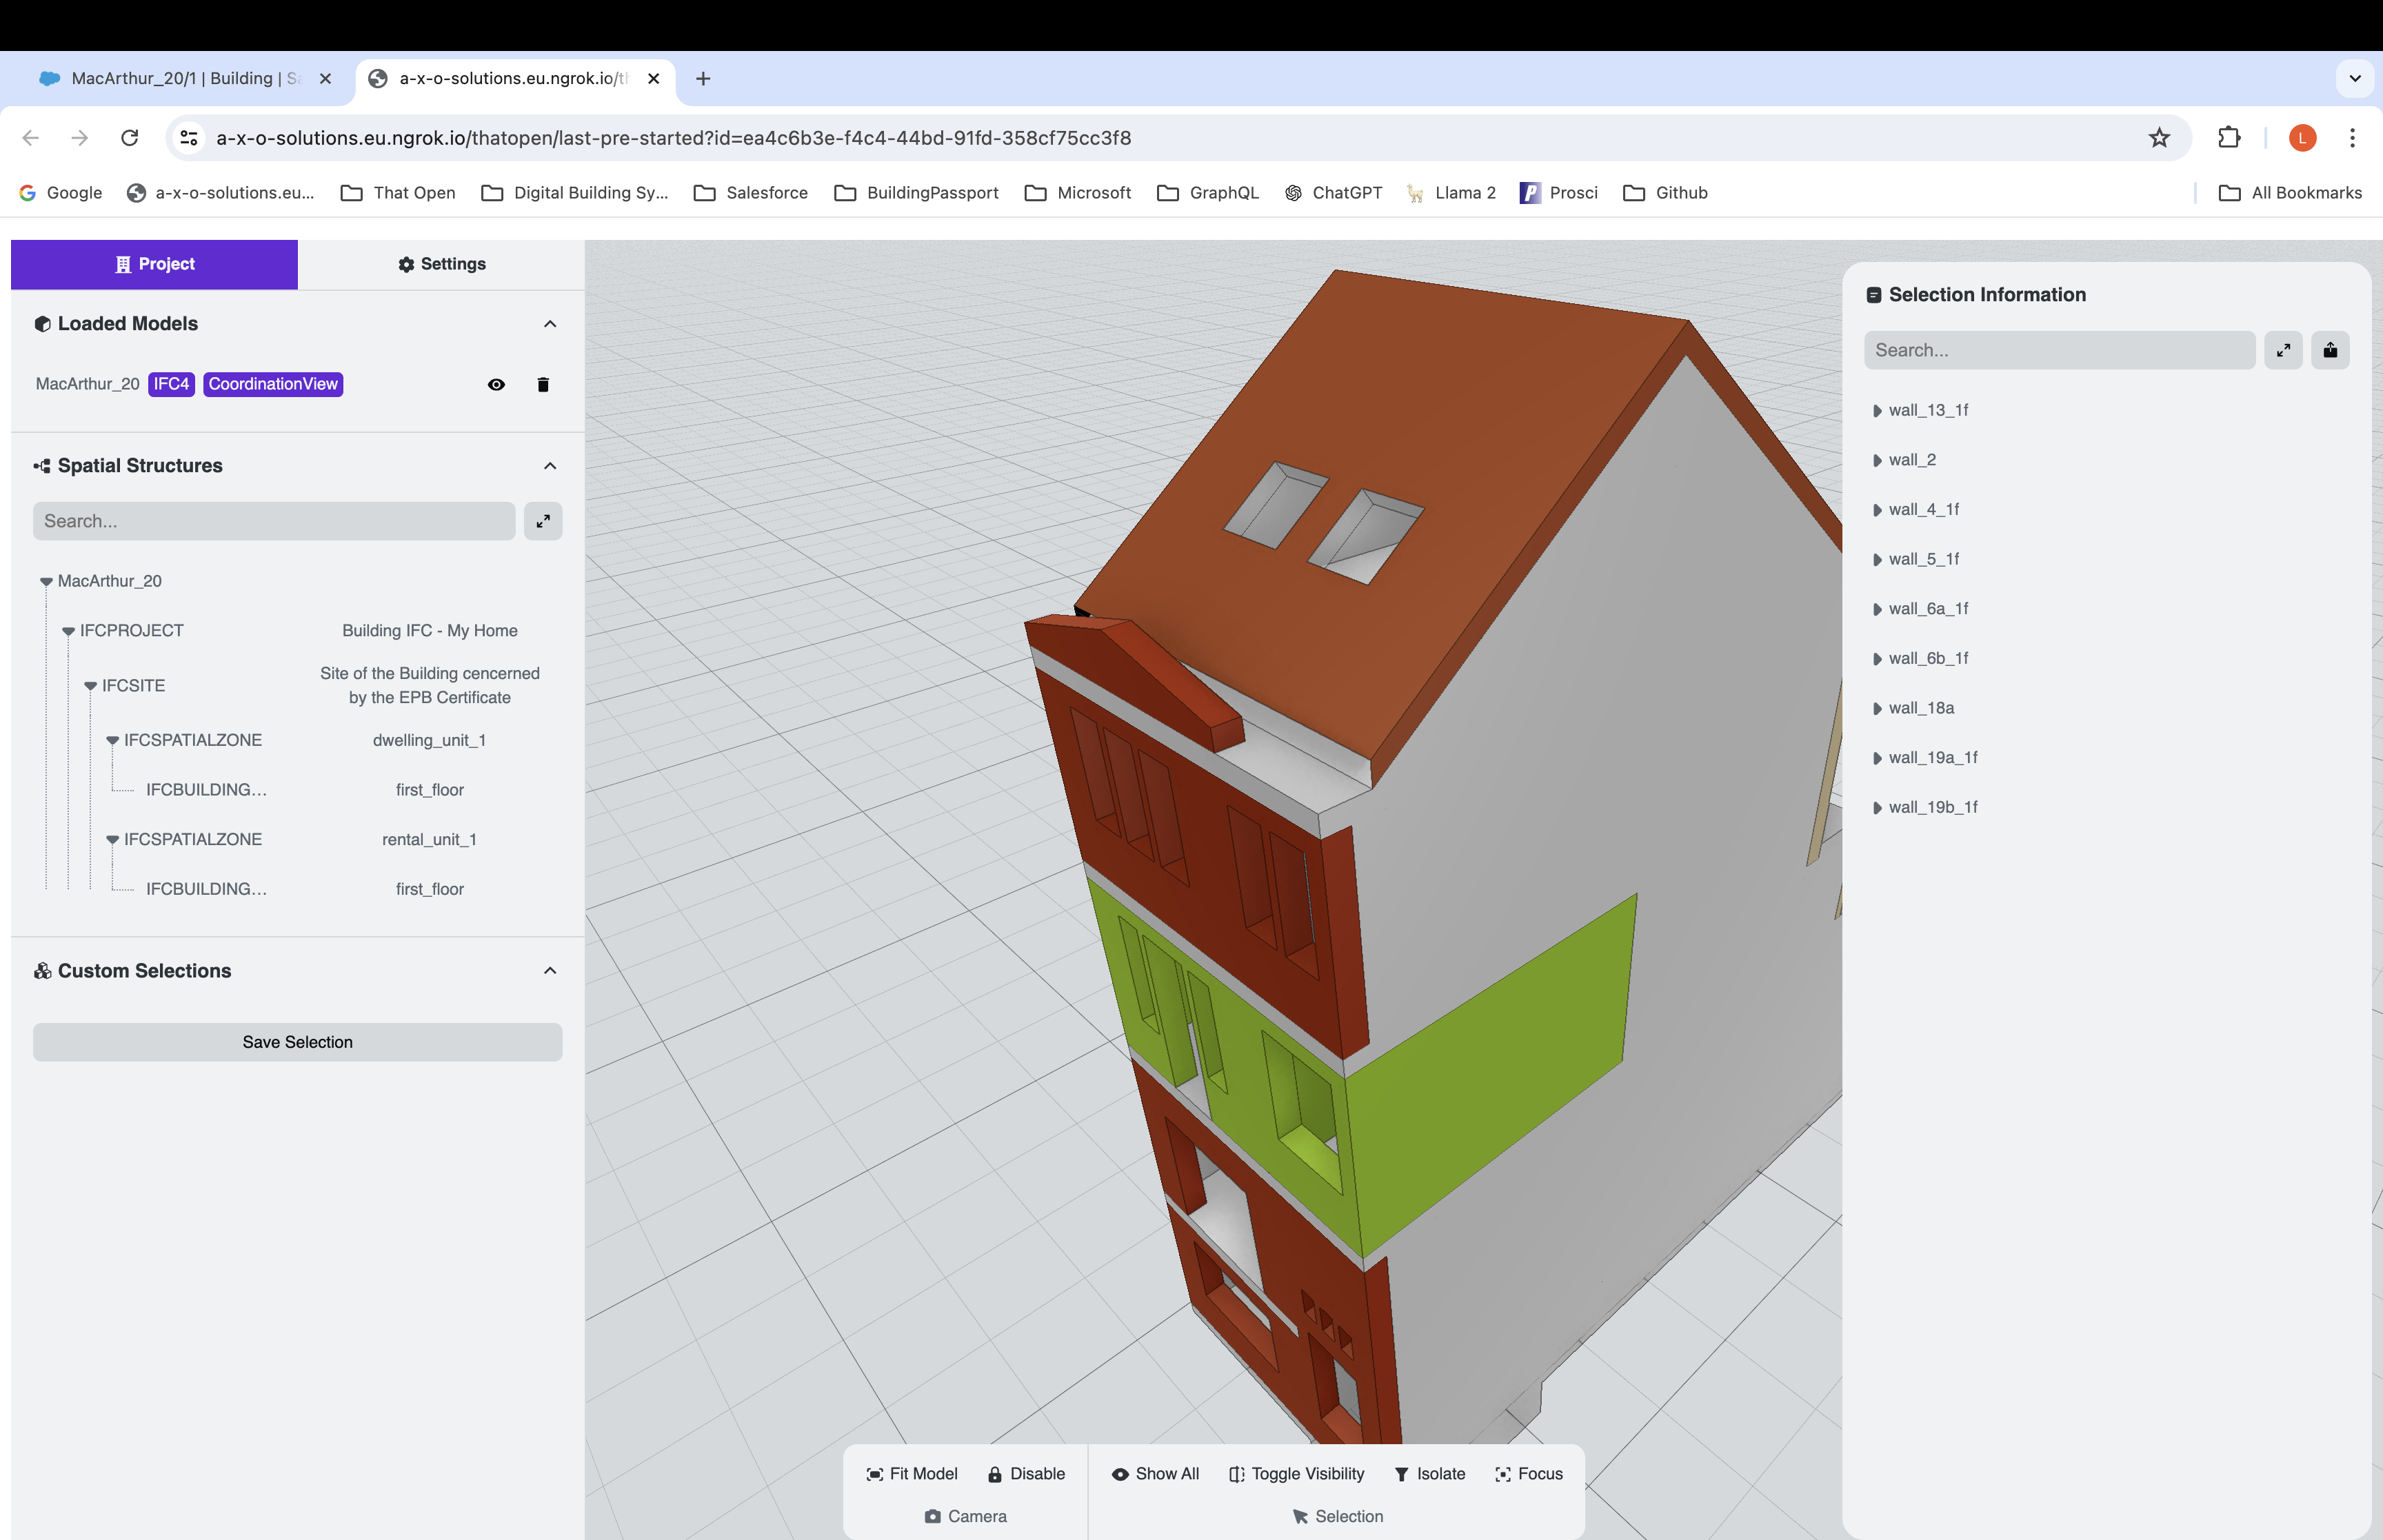 MacArthur_20/1 | Building | Sa
a-x-o-solutions.eu.ngrok.io/th
a-x-o-solutions.eu.ngrok.io/thatopen/last-pre-started?id=ea4c6b3e-f4c4-44bd-91fd-358cf75cc3f8
L
Google
a-x-o-solutions.eu...
That Open
Digital Building Sy...
Salesforce
BuildingPassport
Microsoft
GraphQL
ChatGPT
Llama 2
Prosci
Github
All Bookmarks
Project
Settings
Loaded Models
MacArthur_20 IFC4 CoordinationView
Spatial Structures
Search...
MacArthur_20
IFCPROJECT Building IFC - My Home
IFCSITE Site of the Building cencerned
by the EPB Certificate
IFCSPATIALZONE dwelling_unit_1
IFCBUILDING... first_floor
IFCSPATIALZONE rental_unit_1
IFCBUILDING... first_floor
Custom Selections
Save Selection
Fit Model
Disable
Show All
Toggle Visibility
Isolate
Focus
Camera
Selection
Selection Information
Search...
wall_13_1f
wall_2
wall_4_1f
wall_5_1f
wall_6a_1f
wall_6b_1f
wall_18a
wall_19a_1f
wall_19b_1f